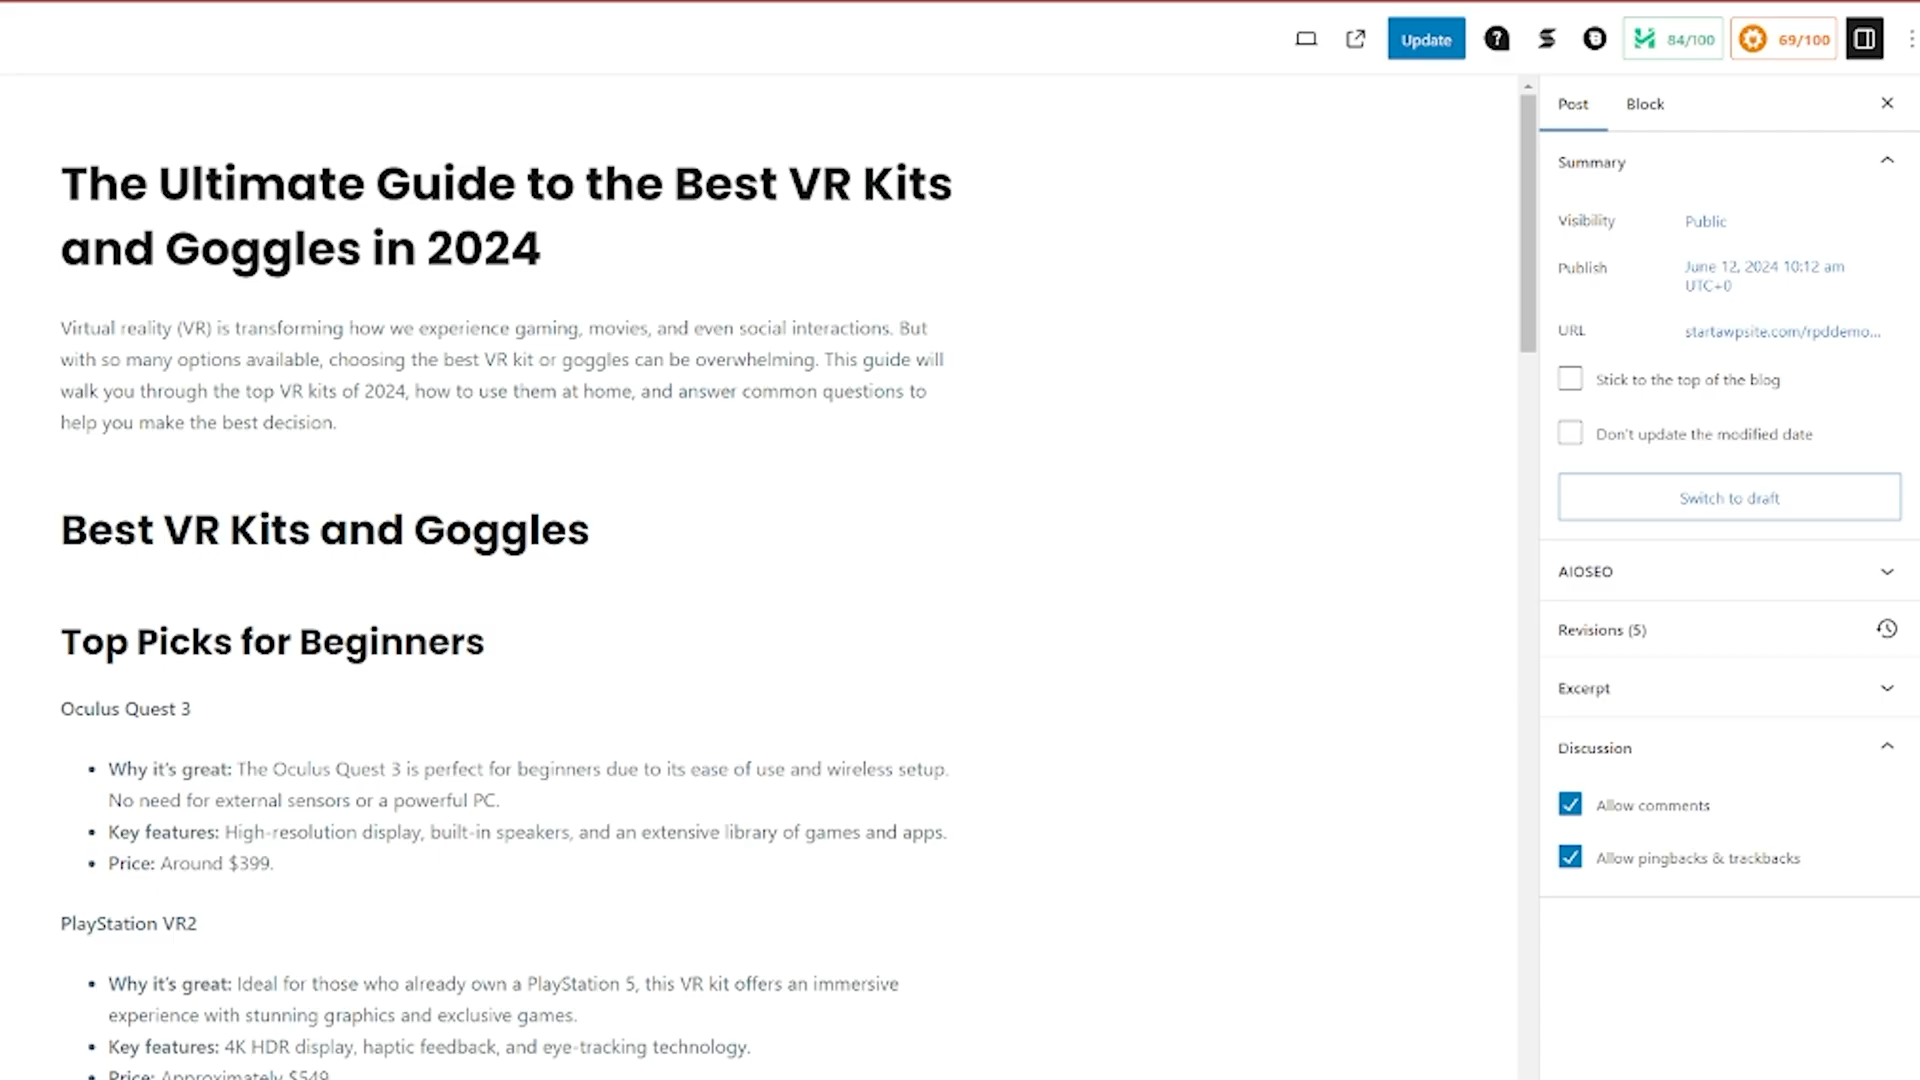 Update
84/100
69/100
The Ultimate Guide to the Best VR Kits
and Goggles in 2024
Virtual reality (VR) is transforming how we experience gaming, movies, and even social interactions. But
with so many options available, choosing the best VR kit or goggles can be overwhelming. This guide will
walk you through the top VR kits of 2024, how to use them at home, and answer common questions to
help you make the best decision.
Best VR Kits and Goggles
Top Picks for Beginners
Oculus Quest 3
• Why it's great: The Oculus Quest 3 is perfect for beginners due to its ease of use and wireless setup.
No need for external sensors or a powerful PC.
• Key features: High-resolution display, built-in speakers, and an extensive library of games and apps.
• Price: Around $399.
PlayStation VR2
• Why it's great: Ideal for those who already own a PlayStation 5, this VR kit offers an immersive
experience with stunning graphics and exclusive games.
• Key features: 4K HDR display, haptic feedback, and eye-tracking technology.
• Price: Approximately $549
Post
Block
Summary
Visibility
Public
Publish
June 12, 2024 10:12 am
UTC+0
URL
startawpsite.com/rpddemo...
Stick to the top of the blog
Don't update the modified date
Switch to draft
AIOSEO
Revisions (5)
Excerpt
Discussion
Allow comments
Allow pingbacks & trackbacks